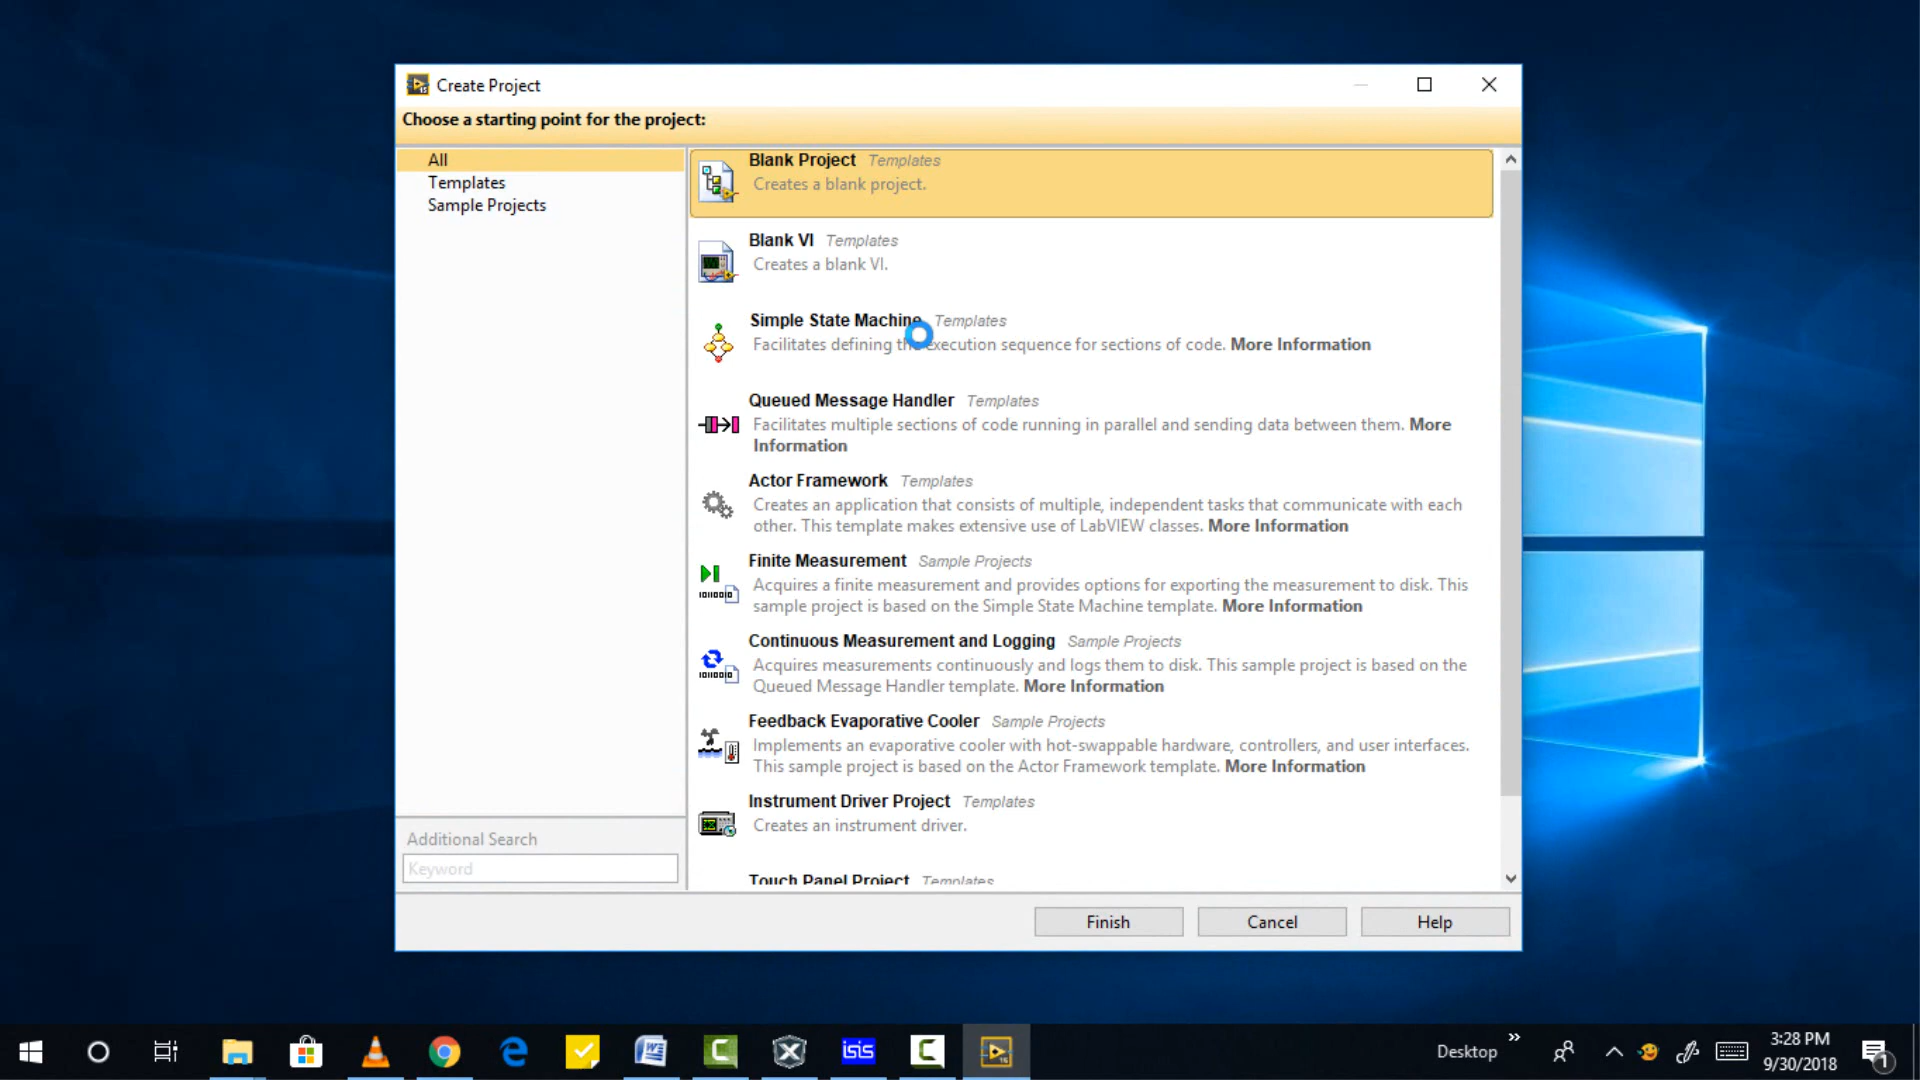 Create Project
Choose a starting point for the project:
All
Templates
Sample Projects
Additional Search
Keyword
Blank Project Templates
Creates a blank project.
Blank VI Templates
Creates a blank VI.
Simple State Machine Templates
Facilitates defining the execution sequence for sections of code. More Information
Queued Message Handler Templates
Facilitates multiple sections of code running in parallel and sending data between them. More
Information
Actor Framework Templates
Creates an application that consists of multiple, independent tasks that communicate with each
other. This template makes extensive use of LabVIEW classes. More Information
Finite Measurement Sample Projects
Acquires a finite measurement and provides options for exporting the measurement to disk. This
sample project is based on the Simple State Machine template. More Information
Continuous Measurement and Logging Sample Projects
Acquires measurements continuously and logs them to disk. This sample project is based on the
Queued Message Handler template. More Information
Feedback Evaporative Cooler Sample Projects
Implements an evaporative cooler with hot-swappable hardware, controllers, and user interfaces.
This sample project is based on the Actor Framework template. More Information
Instrument Driver Project Templates
Creates an instrument driver.
Touch Panel Project Templates
Finish Cancel Help
isis
Desktop
3:28 PM
9/30/2018
1